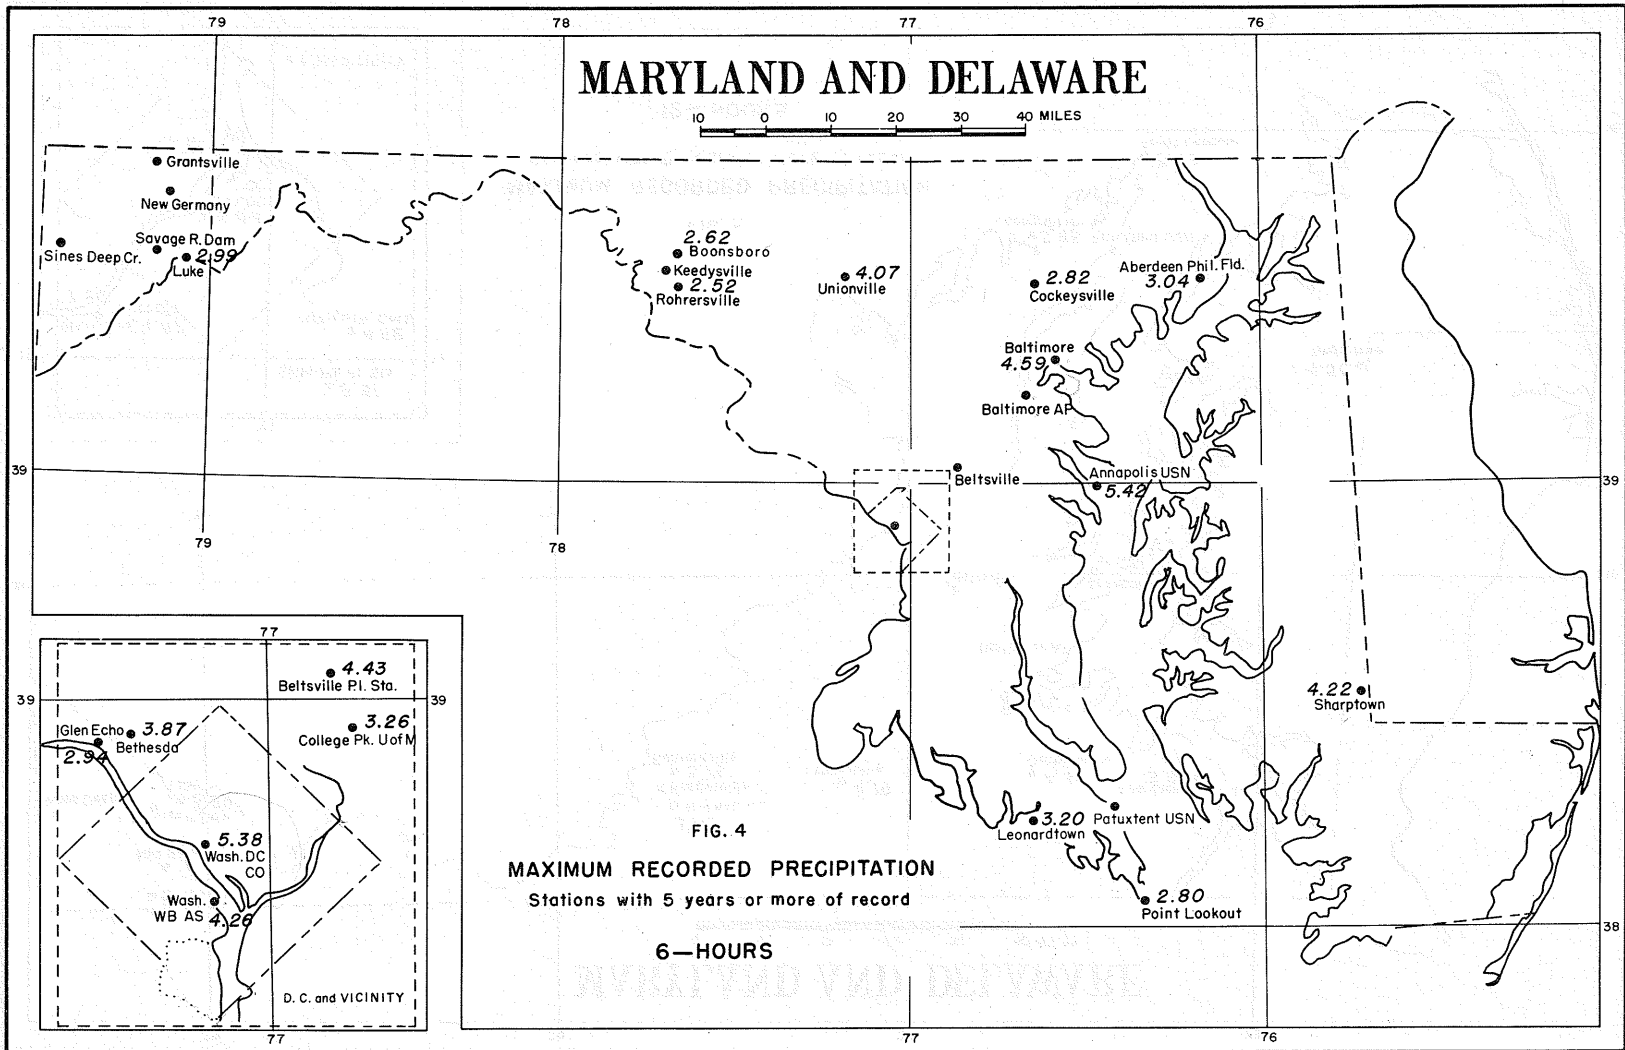 79
78
77
76
MARYLAND AND DELAWARE
10 0 10 20 30 40 MILES
Grantsville
New Germany
Savage R. Dam
Sines Deep Cr.
2.99
Luke
2.62
Boonsboro
Keedysville
2.52
Rohrersville
4.07
Unionville
2.82
Cockeysville
Aberdeen Phil. Fld.
3.04
Baltimore
4.59
Baltimore AP
39
Beltsville
Annapolis USN
5.42
39
79
78
77
4.43
Beltsville P.I. Sta.
39
39
Glen Echo
3.87
Bethesda
2.94
3.26
College Pk. U of M
5.38
Wash. DC
CO
Wash.
WB AS
4.26
D. C. and VICINITY
77
4.22
Sharptown
3.20
Leonardtown
Patuxtent USN
2.80
Point Lookout
38
FIG. 4
MAXIMUM RECORDED PRECIPITATION
Stations with 5 years or more of record
6—HOURS
77
76